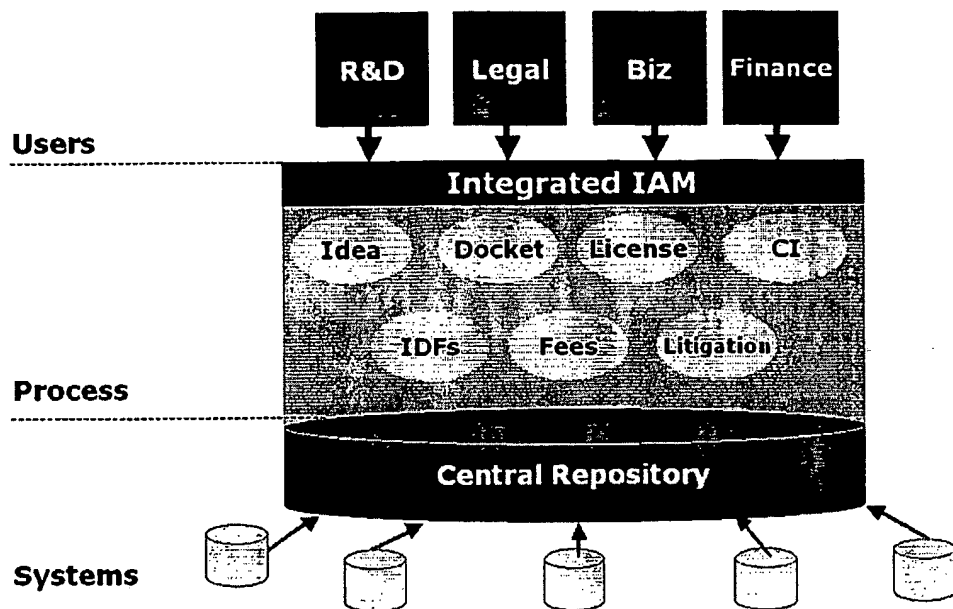 R&D
Legal
Biz
Finance
Users
Integrated IAM
Idea
Docket
License
CI
IDFs
Fees
Litigation
Process
Central Repository
Systems